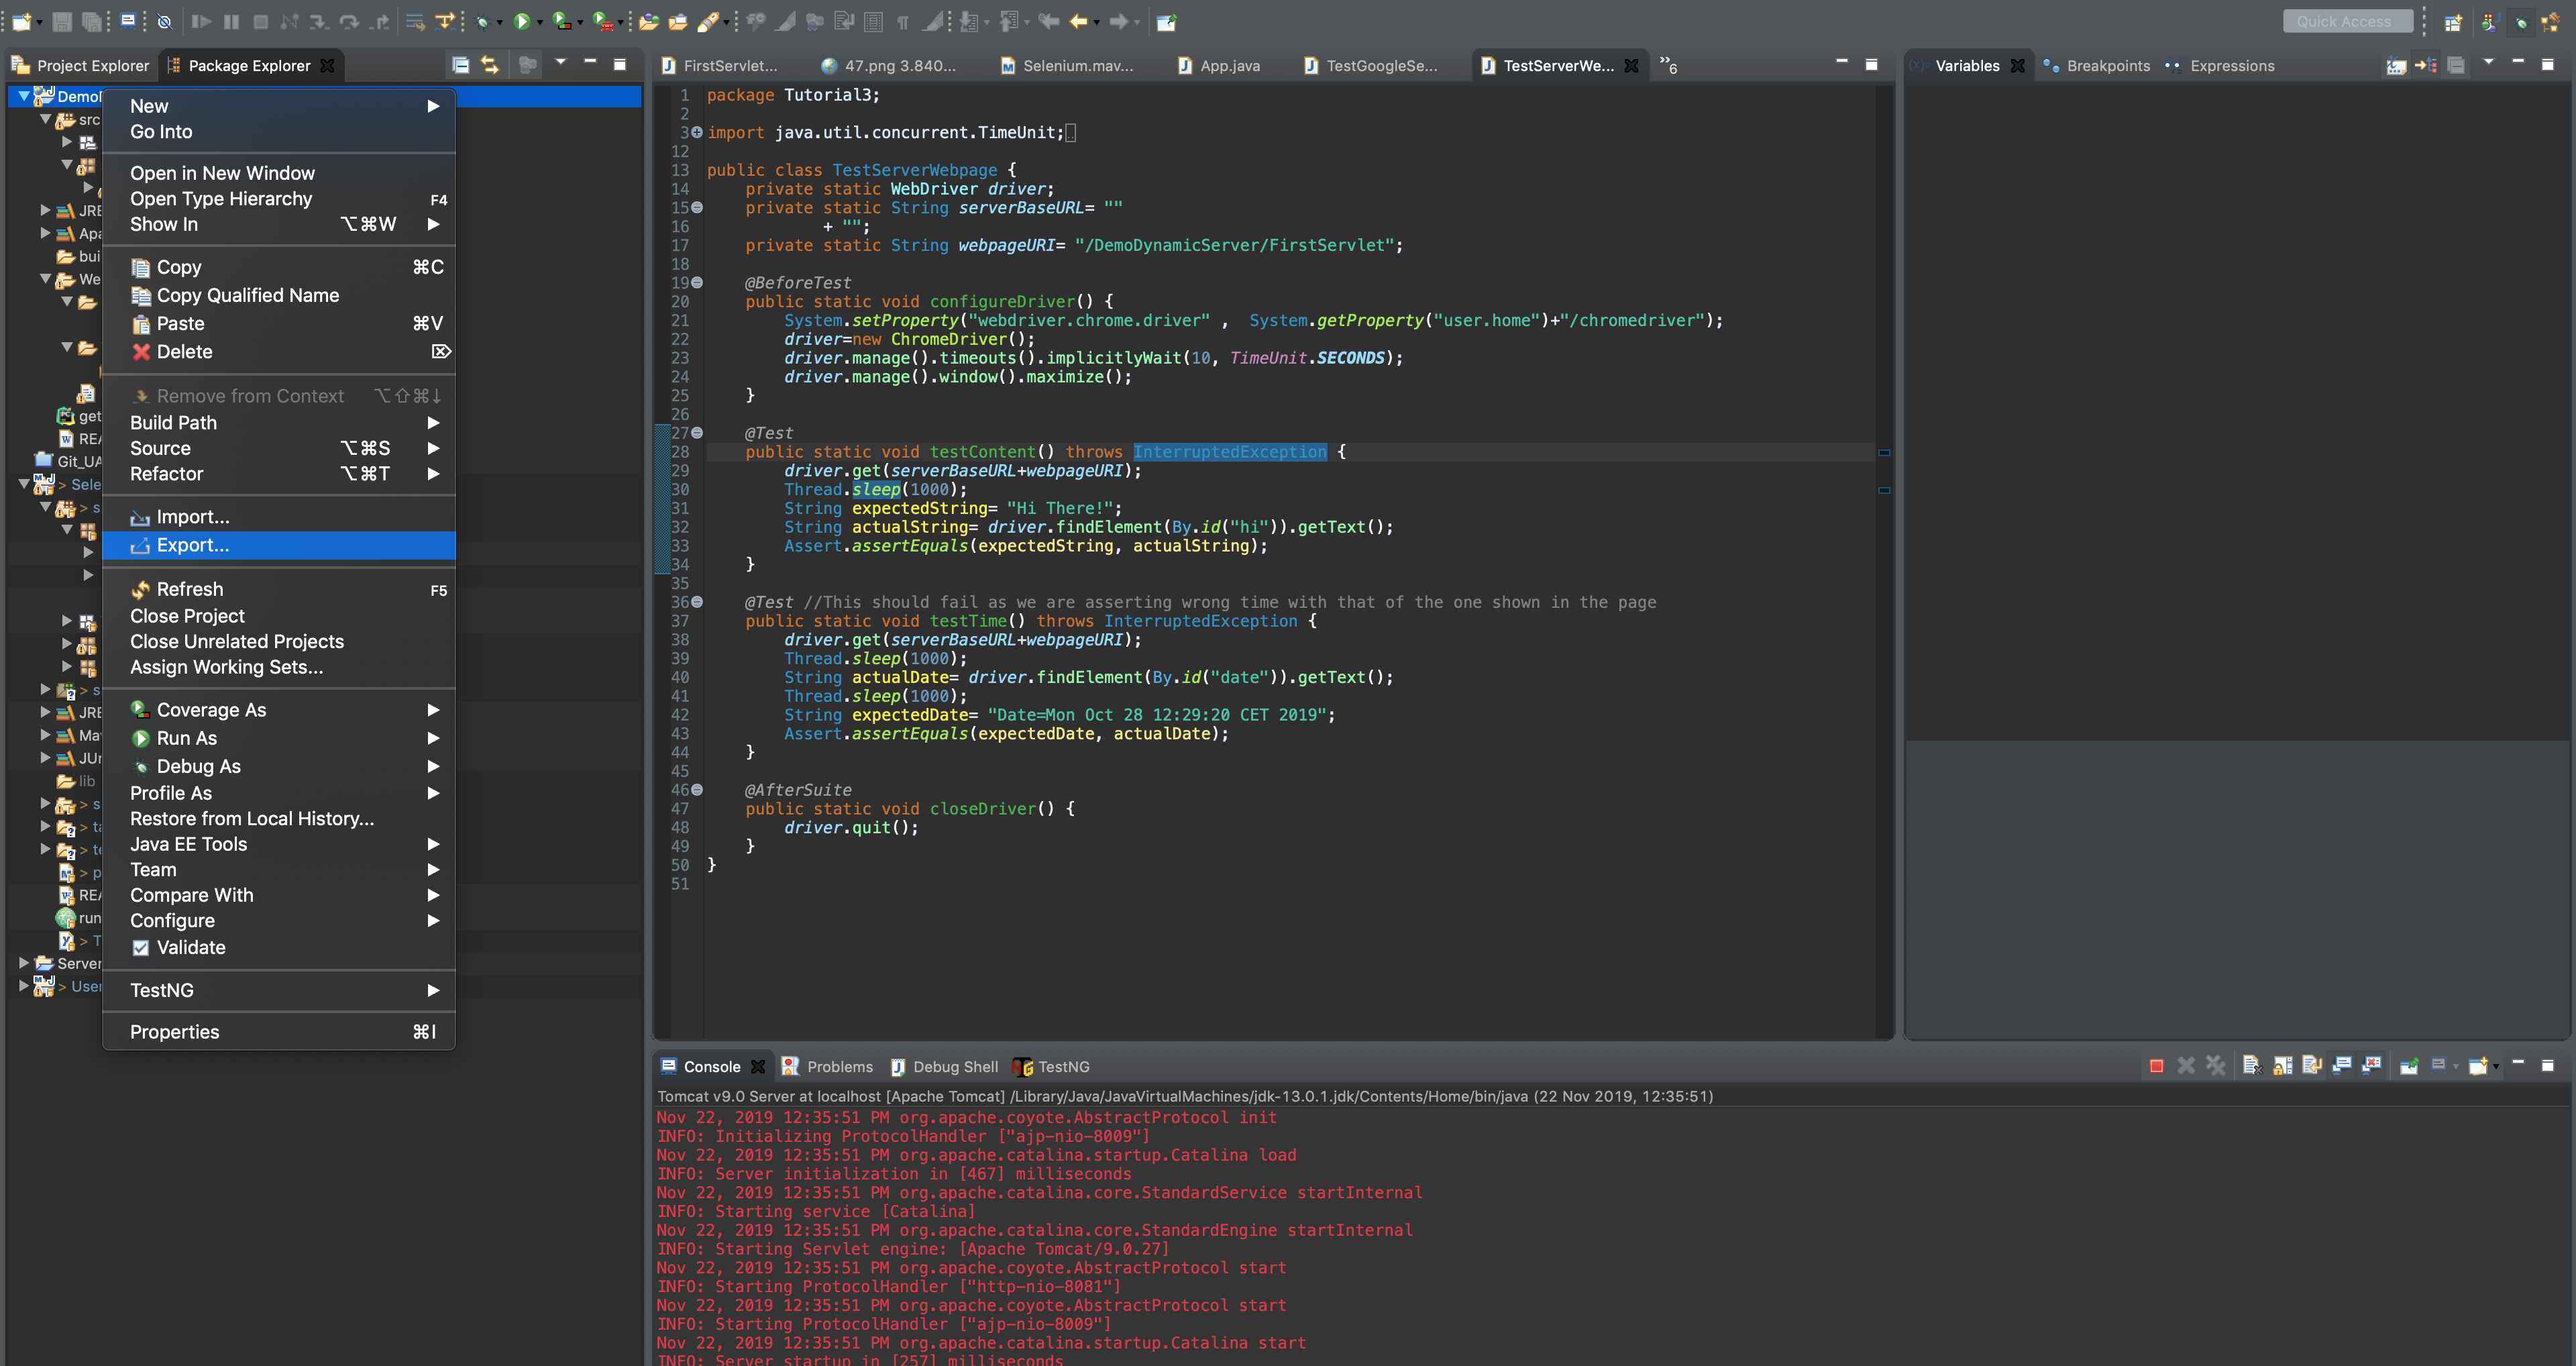 Quick Access
Project Explorer
Package Explorer
Demo
src
JRE
Apa
bui
We
get
REA
Git_UA
> Sele
> s
> s
JRE
Ma
JUn
lib
> s
> ta
> te
> p
REA
run
> T
Server
> User
New
Go Into
Open in New Window
Open Type Hierarchy F4
Show In ⌥⌘W
Copy ⌘C
Copy Qualified Name
Paste ⌘V
Delete ⌦
Remove from Context ⌥⇧⌘↓
Build Path
Source ⌥⌘S
Refactor ⌥⌘T
Import...
Export...
Refresh F5
Close Project
Close Unrelated Projects
Assign Working Sets...
Coverage As
Run As
Debug As
Profile As
Restore from Local History...
Java EE Tools
Team
Compare With
Configure
Validate
TestNG
Properties ⌘I
FirstServlet... 47.png 3.840... Selenium.mav... App.java TestGoogleSe... TestServerWe... »6
1 package Tutorial3;
2
3 import java.util.concurrent.TimeUnit;
12
13 public class TestServerWebpage {
14 private static WebDriver driver;
15 private static String serverBaseURL= ""
16 + "";
17 private static String webpageURI= "/DemoDynamicServer/FirstServlet";
18
19 @BeforeTest
20 public static void configureDriver() {
21 System.setProperty("webdriver.chrome.driver" , System.getProperty("user.home")+"/chromedriver");
22 driver=new ChromeDriver();
23 driver.manage().timeouts().implicitlyWait(10, TimeUnit.SECONDS);
24 driver.manage().window().maximize();
25 }
26
27 @Test
28 public static void testContent() throws InterruptedException {
29 driver.get(serverBaseURL+webpageURI);
30 Thread.sleep(1000);
31 String expectedString= "Hi There!";
32 String actualString= driver.findElement(By.id("hi")).getText();
33 Assert.assertEquals(expectedString, actualString);
34 }
35
36 @Test //This should fail as we are asserting wrong time with that of the one shown in the page
37 public static void testTime() throws InterruptedException {
38 driver.get(serverBaseURL+webpageURI);
39 Thread.sleep(1000);
40 String actualDate= driver.findElement(By.id("date")).getText();
41 Thread.sleep(1000);
42 String expectedDate= "Date=Mon Oct 28 12:29:20 CET 2019";
43 Assert.assertEquals(expectedDate, actualDate);
44 }
45
46 @AfterSuite
47 public static void closeDriver() {
48 driver.quit();
49 }
50 }
51
Variables Breakpoints Expressions
Console Problems Debug Shell TestNG
Tomcat v9.0 Server at localhost [Apache Tomcat] /Library/Java/JavaVirtualMachines/jdk-13.0.1.jdk/Contents/Home/bin/java (22 Nov 2019, 12:35:51)
Nov 22, 2019 12:35:51 PM org.apache.coyote.AbstractProtocol init
INFO: Initializing ProtocolHandler ["ajp-nio-8009"]
Nov 22, 2019 12:35:51 PM org.apache.catalina.startup.Catalina load
INFO: Server initialization in [467] milliseconds
Nov 22, 2019 12:35:51 PM org.apache.catalina.core.StandardService startInternal
INFO: Starting service [Catalina]
Nov 22, 2019 12:35:51 PM org.apache.catalina.core.StandardEngine startInternal
INFO: Starting Servlet engine: [Apache Tomcat/9.0.27]
Nov 22, 2019 12:35:51 PM org.apache.coyote.AbstractProtocol start
INFO: Starting ProtocolHandler ["http-nio-8081"]
Nov 22, 2019 12:35:51 PM org.apache.coyote.AbstractProtocol start
INFO: Starting ProtocolHandler ["ajp-nio-8009"]
Nov 22, 2019 12:35:51 PM org.apache.catalina.startup.Catalina start
INFO: Server startup in [257] milliseconds